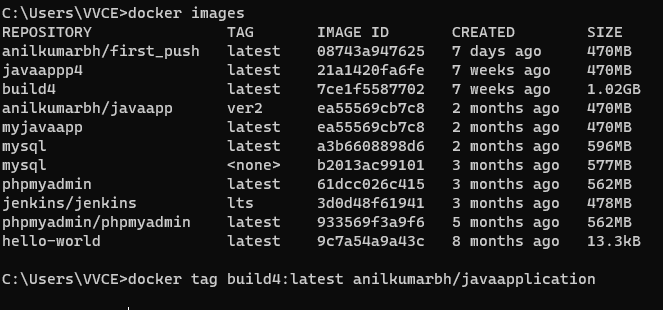 C:\Users\VVCE>docker images
REPOSITORY TAG IMAGE ID CREATED SIZE
anilkumarbh/first_push latest 08743a947625 7 days ago 470MB
javaappp4 latest 21a1420fa6fe 7 weeks ago 470MB
build4 latest 7ce1f5587702 7 weeks ago 1.02GB
anilkumarbh/javaapp ver2 ea55569cb7c8 2 months ago 470MB
myjavaapp latest ea55569cb7c8 2 months ago 470MB
mysql latest a3b6608898d6 2 months ago 596MB
mysql <none> b2013ac99101 3 months ago 577MB
phpmyadmin latest 61dcc026c415 3 months ago 562MB
jenkins/jenkins lts 3d0d48f61941 3 months ago 478MB
phpmyadmin/phpmyadmin latest 933569f3a9f6 5 months ago 562MB
hello-world latest 9c7a54a9a43c 8 months ago 13.3kB
C:\Users\VVCE>docker tag build4:latest anilkumarbh/javaapplication